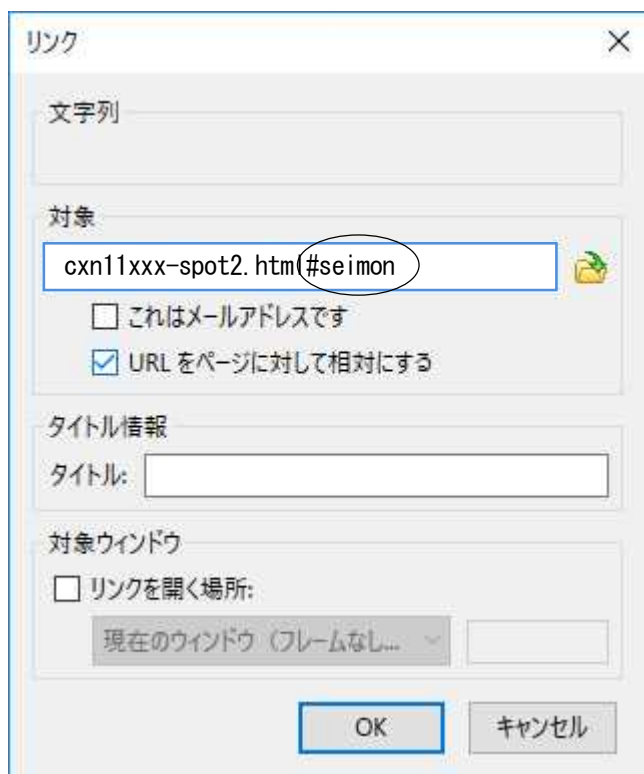 リンク
文字列
対象
cxn11xxx-spot2.html#seimon
これはメールアドレスです
URL をページに対して相対にする
タイトル情報
タイトル:
対象ウィンドウ
リンクを開く場所:
現在のウィンドウ (フレームなし...
OK キャンセル